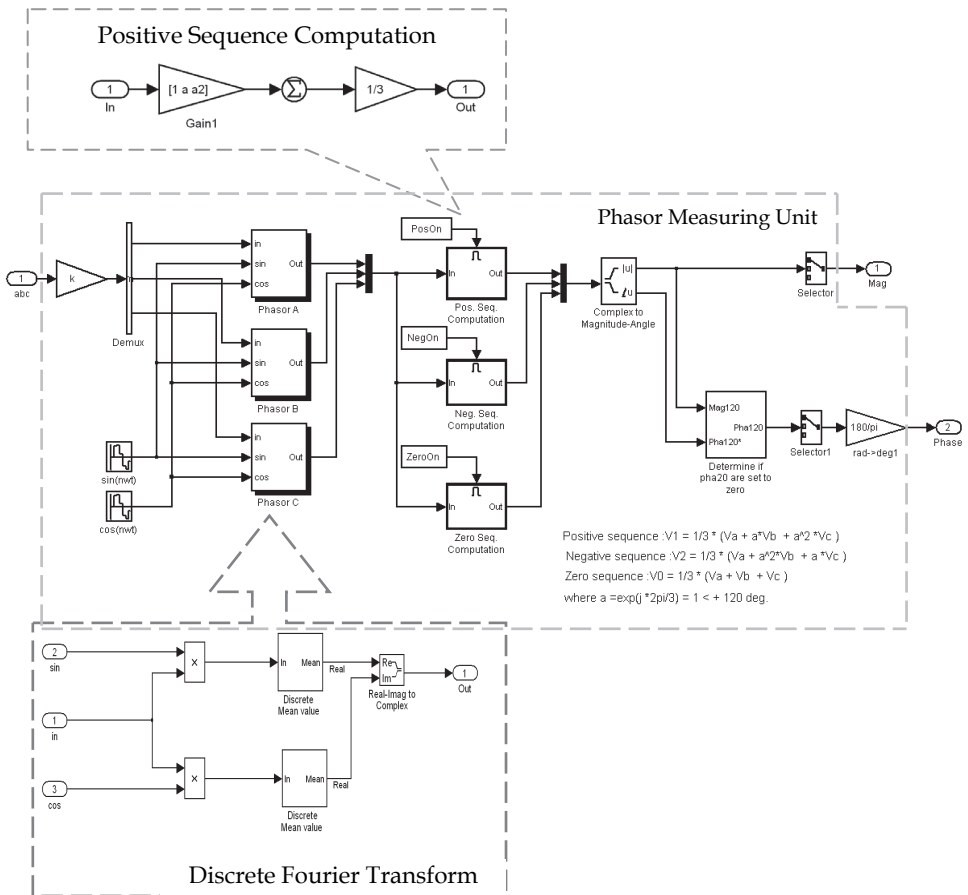 Positive Sequence Computation
1
In
[1 a a2]
Gain1
Σ
1/3
1
Out
Phasor Measuring Unit
1
abc
k
Demux
in
sin
cos
Out
Phasor A
in
sin
cos
Out
Phasor B
in
sin
cos
Out
Phasor C
sin(nwt)
cos(nwt)
PosOn
In
Out
Pos. Seq.
Computation
NegOn
In
Out
Neg. Seq.
Computation
ZeroOn
In
Out
Zero Seq.
Computation
|u|
∠u
Complex to
Magnitude-Angle
Selector
1
Mag
Mag120
Pha120
Pha120*
Determine if
pha20 are set to
zero
Selector1
180/pi
rad->deg1
2
Phase
Positive sequence :V1 = 1/3 * (Va + a*Vb + a^2 *Vc )
Negative sequence :V2 = 1/3 * (Va + a^2*Vb + a *Vc )
Zero sequence :V0 = 1/3 * (Va + Vb + Vc )
where a =exp(j *2pi/3) = 1 < + 120 deg.
2
sin
1
in
3
cos
x
x
In
Mean
Discrete
Mean value
Real
In
Mean
Discrete
Mean value
Real
Re
Im
Real-Imag to
Complex
1
Out
Discrete Fourier Transform